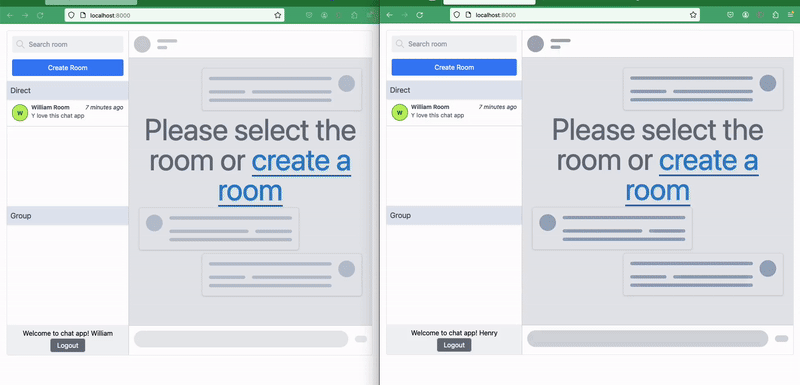 localhost:8000
Search room
Create Room
Direct
W
William Room 7 minutes ago
Y love this chat app
Group
Welcome to chat app! William
Logout
Please select the
room or create a
room
localhost:8000
Search room
Create Room
Direct
W
William Room 7 minutes ago
Y love this chat app
Group
Welcome to chat app! Henry
Logout
Please select the
room or create a
room